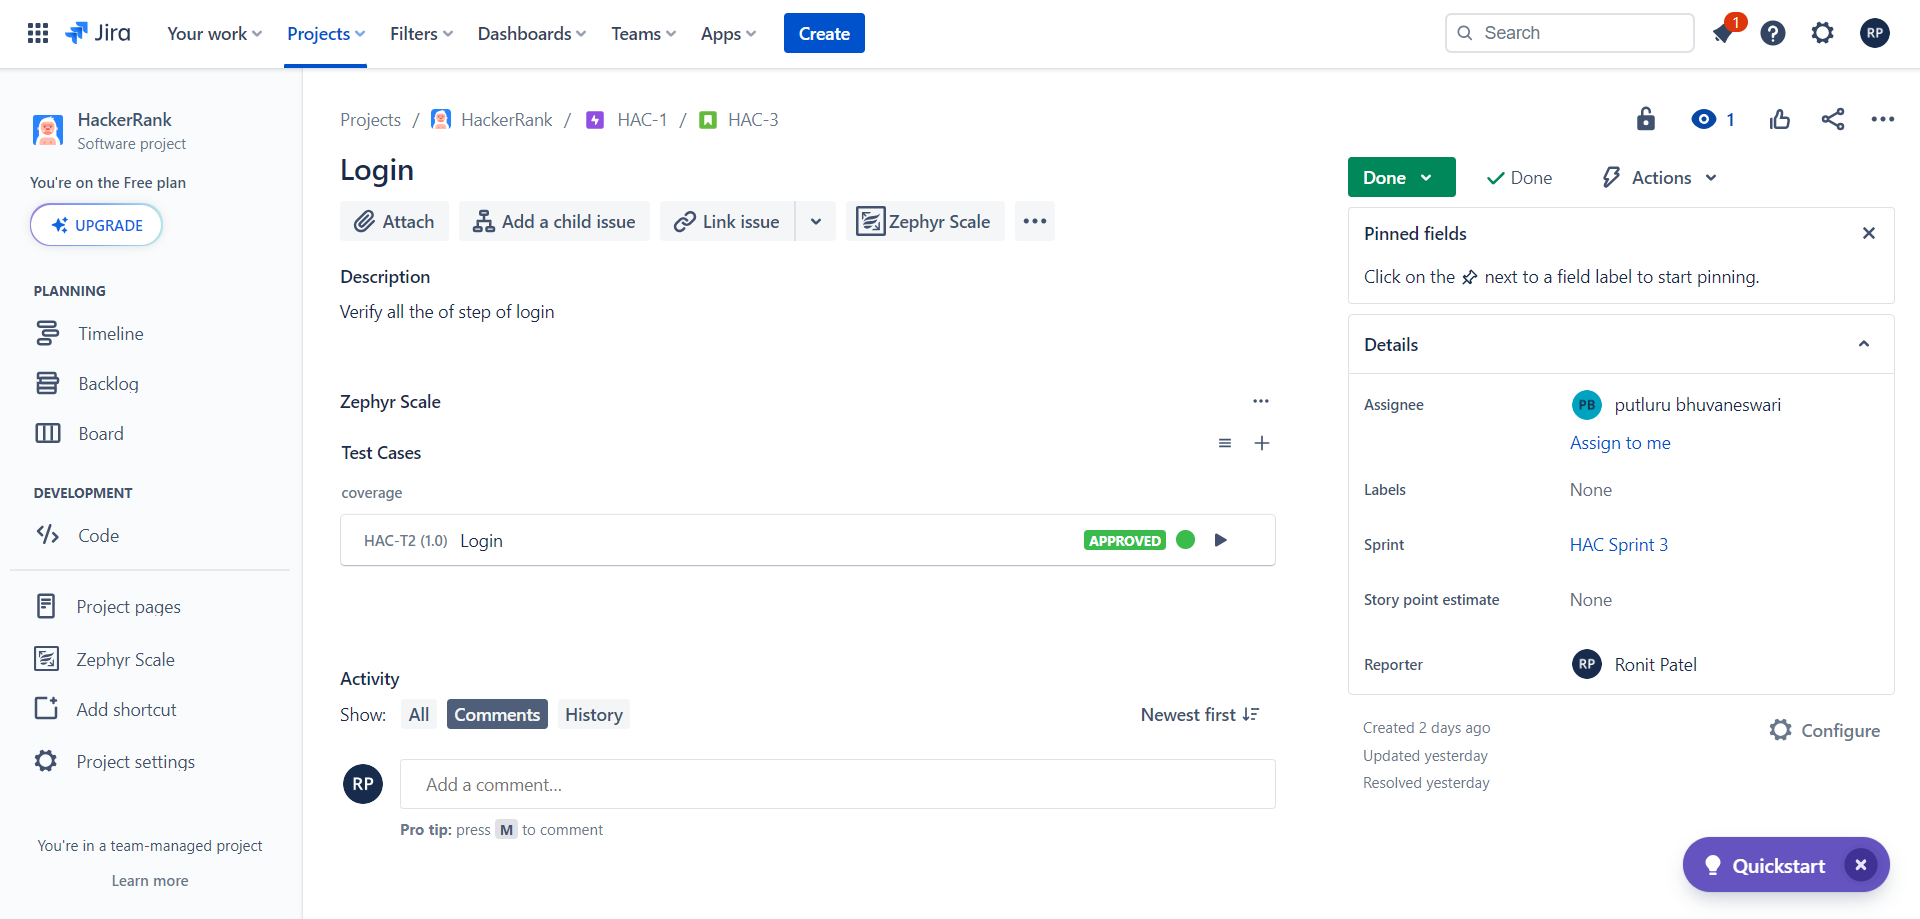 Jira
Your work
Projects
Filters
Dashboards
Teams
Apps
Create
Search
1
RP
HackerRank
Software project
You're on the Free plan
UPGRADE
PLANNING
Timeline
Backlog
Board
DEVELOPMENT
Code
Project pages
Zephyr Scale
Add shortcut
Project settings
You're in a team-managed project
Learn more
Projects / HackerRank / HAC-1 / HAC-3
Login
Attach
Add a child issue
Link issue
Zephyr Scale
Description
Verify all the of step of login
Zephyr Scale
Test Cases
coverage
HAC-T2 (1.0) Login APPROVED
Activity
Show: All Comments History
Newest first
RP
Add a comment...
Pro tip: press M to comment
1
Done
Done
Actions
Pinned fields
Click on the next to a field label to start pinning.
Details
Assignee PB putluru bhuvaneswari
Assign to me
Labels None
Sprint HAC Sprint 3
Story point estimate None
Reporter RP Ronit Patel
Created 2 days ago
Configure
Updated yesterday
Resolved yesterday
Quickstart